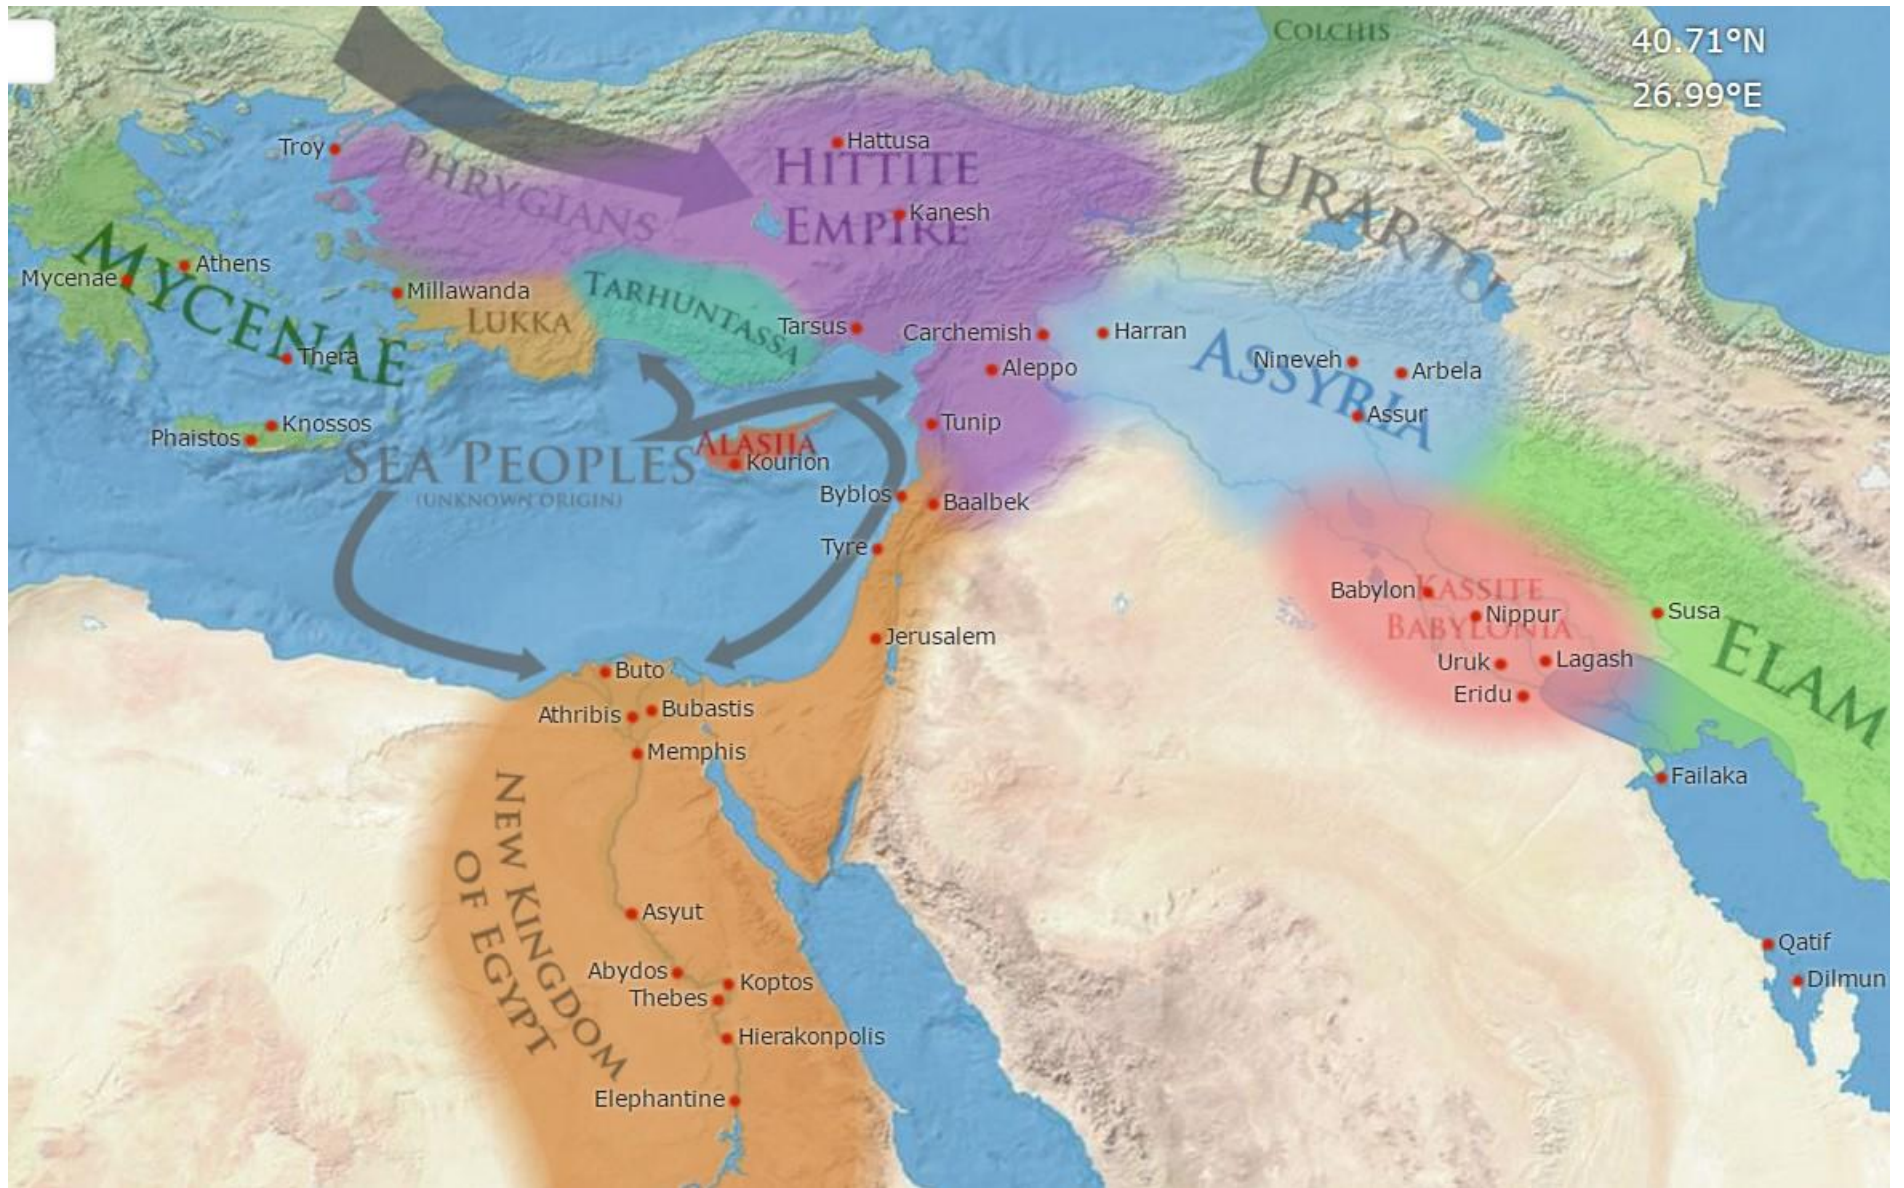 COLCHIS
40.71°N
26.99°E
Troy
PHRYGIANS
Hattusa
HITTITE
EMPIRE
Kanesh
URARTU
MYCENAE
Athens
Mycenae
Millawanda
LUKKA
TARHUNTASSA
Tarsus
Carchemish
Harran
ASSYRIA
Nineveh
Arbela
Aleppo
Thera
Assur
Tunip
Knossos
Phaistos
SEA PEOPLES
(UNKNOWN ORIGIN)
ALASIJA
Kourion
Byblos
Baalbek
Tyre
Babylon
KASSITE
BABYLONIA
Nippur
Susa
ELAM
Jerusalem
Uruk
Lagash
Eridu
Buto
Athribis
Bubastis
Memphis
Failaka
NEW KINGDOM
OF EGYPT
Asyut
Qatif
Abydos
Koptos
Dilmun
Thebes
Hierakonpolis
Elephantine